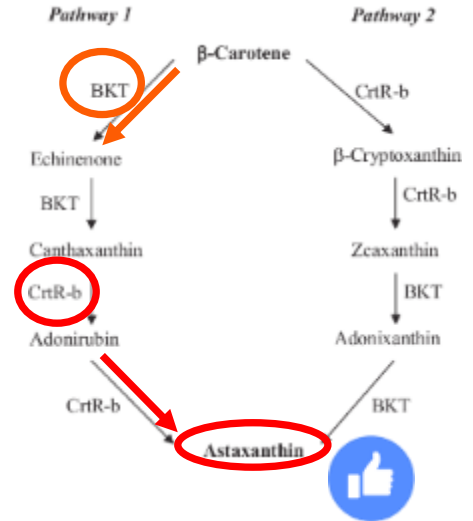 Pathway 1 Pathway 2
β-Carotene
BKT CrtR-b
Echinenone β-Cryptoxanthin
BKT CrtR-b
Canthaxanthin Zeaxanthin
CrtR-b BKT
Adonirubin Adonixanthin
CrtR-b BKT
Astaxanthin